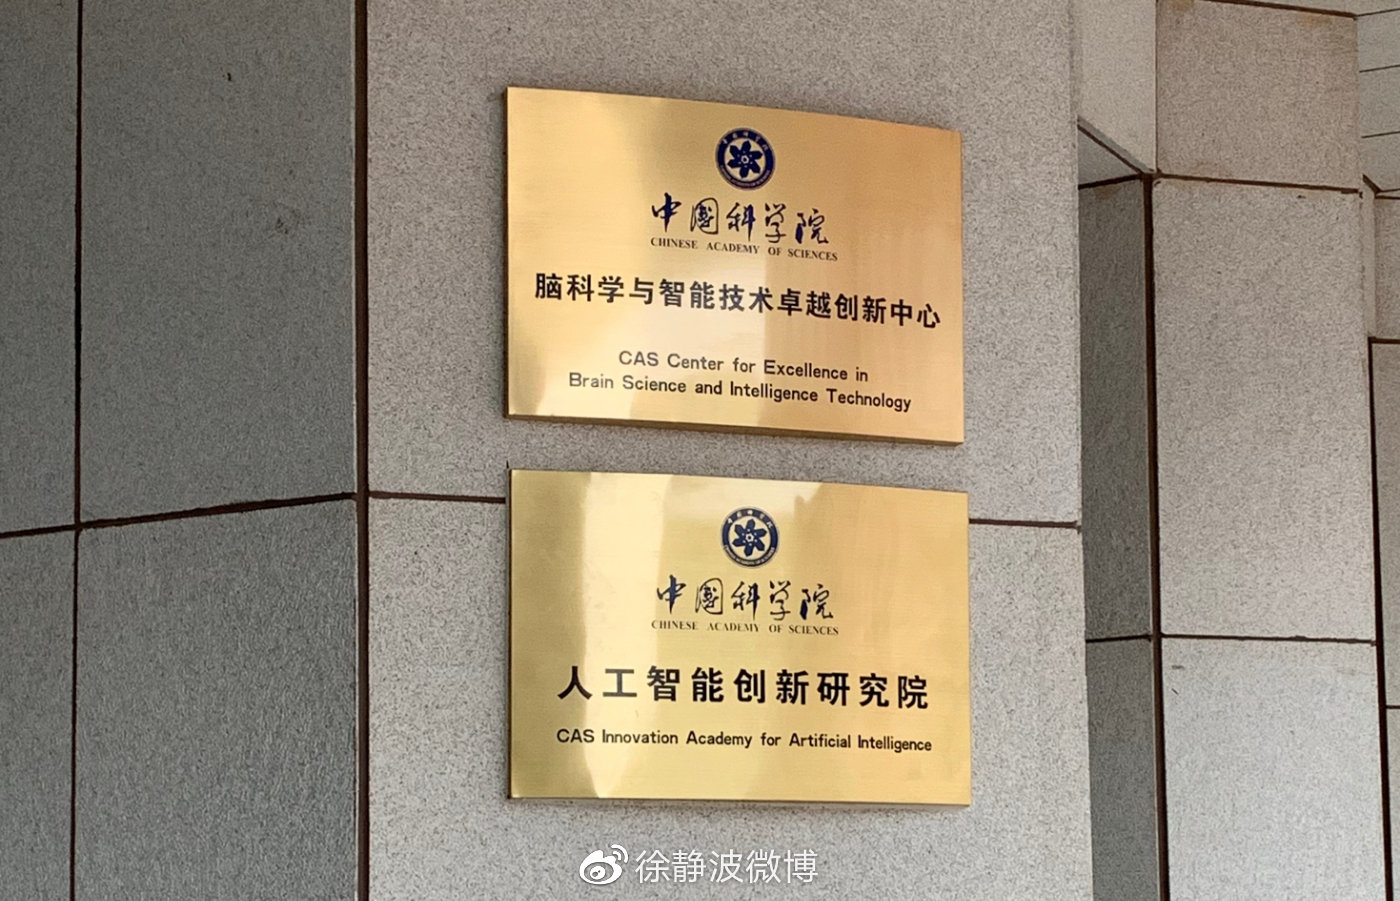 中国科学院
CHINESE ACADEMY OF SCIENCES
脑科学与智能技术卓越创新中心
CAS Center for Excellence in
Brain Science and Intelligence Technology
中国科学院
CHINESE ACADEMY OF SCIENCES
人工智能创新研究院
CAS Innovation Academy for Artificial Intelligence
徐静波微博